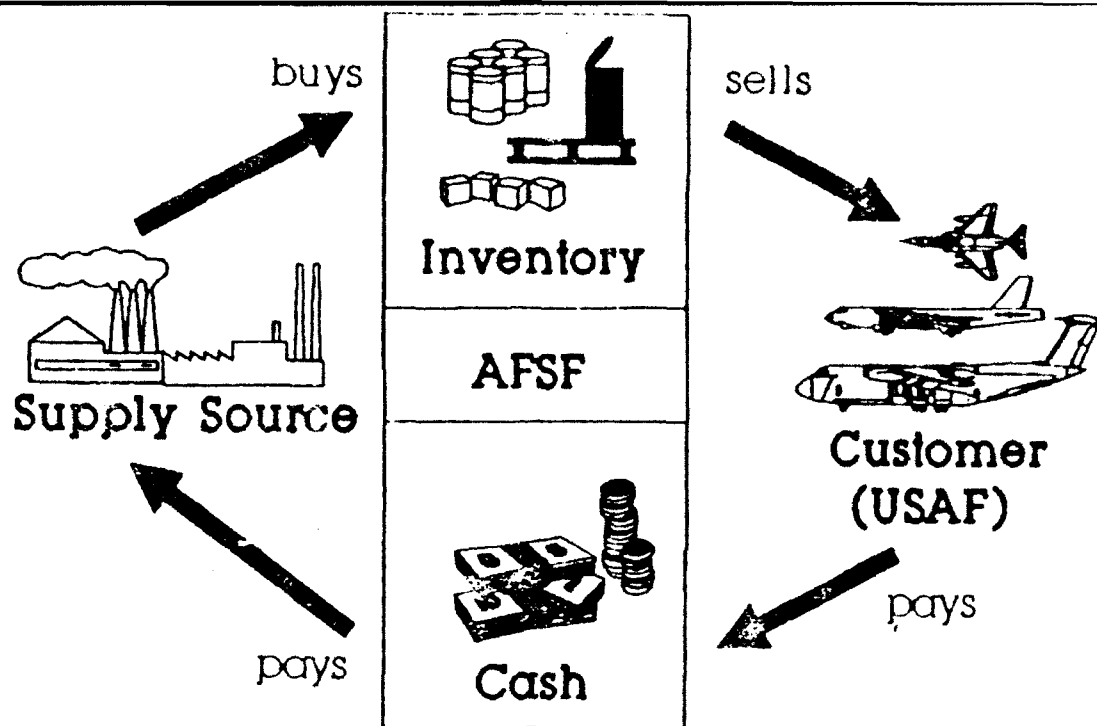 buys
sells
Inventory
AFSF
Supply Source
Customer
(USAF)
pays
pays
Cash